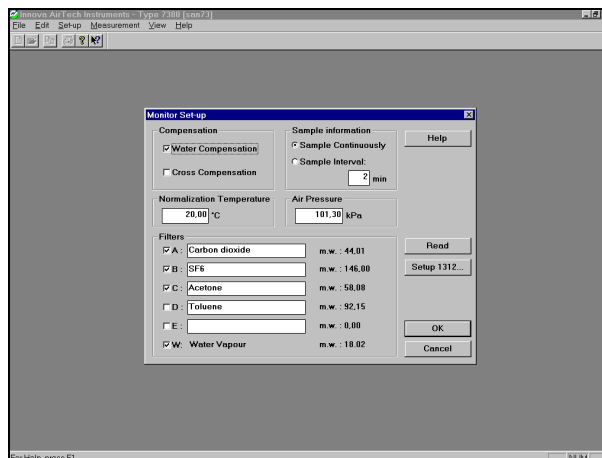 Innova AirTech Instruments - Type 7300 [san73]
File Edit Set-up Measurement View Help
Monitor Set-up
Compensation
Water Compensation
Cross Compensation
Sample information
Sample Continuously
Sample Interval:
2 min
Help
Normalization Temperature
20,00 °C
Air Pressure
101,30 kPa
Filters
A : Carbon dioxide m.w. : 44,01
B : SF6 m.w. : 146,00
C : Acetone m.w. : 58,08
D : Toluene m.w. : 92,15
E : m.w. : 0,00
W: Water Vapour m.w. : 18.02
Read
Setup 1312...
OK
Cancel
For Help, press F1
NUM